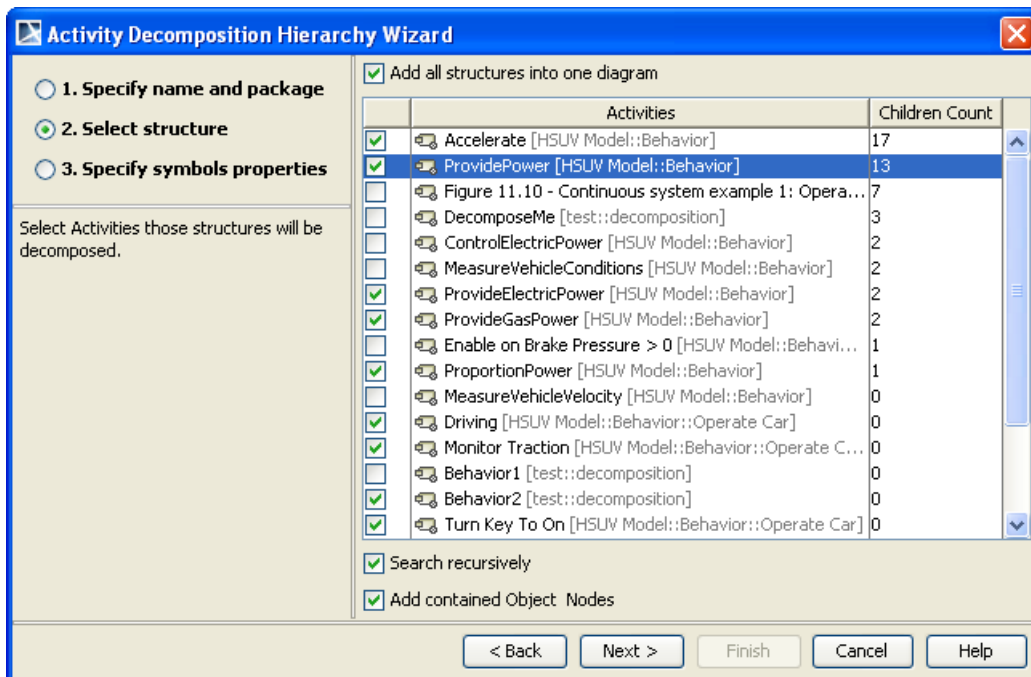 Activity Decomposition Hierarchy Wizard
1. Specify name and package
2. Select structure
3. Specify symbols properties
Select Activities those structures will be
decomposed.
Add all structures into one diagram
Activities Children Count
Accelerate [HSUV Model::Behavior] 17
ProvidePower [HSUV Model::Behavior] 13
Figure 11.10 - Continuous system example 1: Opera... 7
DecomposeMe [test::decomposition] 3
ControlElectricPower [HSUV Model::Behavior] 2
MeasureVehicleConditions [HSUV Model::Behavior] 2
ProvideElectricPower [HSUV Model::Behavior] 2
ProvideGasPower [HSUV Model::Behavior] 2
Enable on Brake Pressure > 0 [HSUV Model::Behavi... 1
ProportionPower [HSUV Model::Behavior] 1
MeasureVehicleVelocity [HSUV Model::Behavior] 0
Driving [HSUV Model::Behavior::Operate Car] 0
Monitor Traction [HSUV Model::Behavior::Operate C... 0
Behavior1 [test::decomposition] 0
Behavior2 [test::decomposition] 0
Turn Key To On [HSUV Model::Behavior::Operate Car] 0
Search recursively
Add contained Object Nodes
< Back Next > Finish Cancel Help